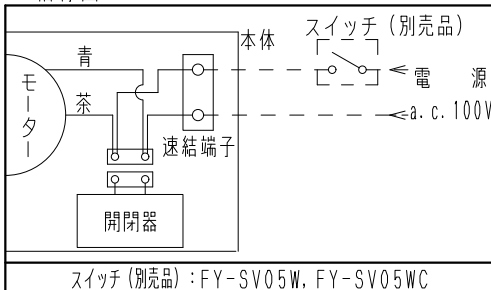 本体
スイッチ(別売品)
青
モーター
茶
電 源
a.c.100V
速結端子
開閉器
スイッチ(別売品):FY-SV05W, FY-SV05WC